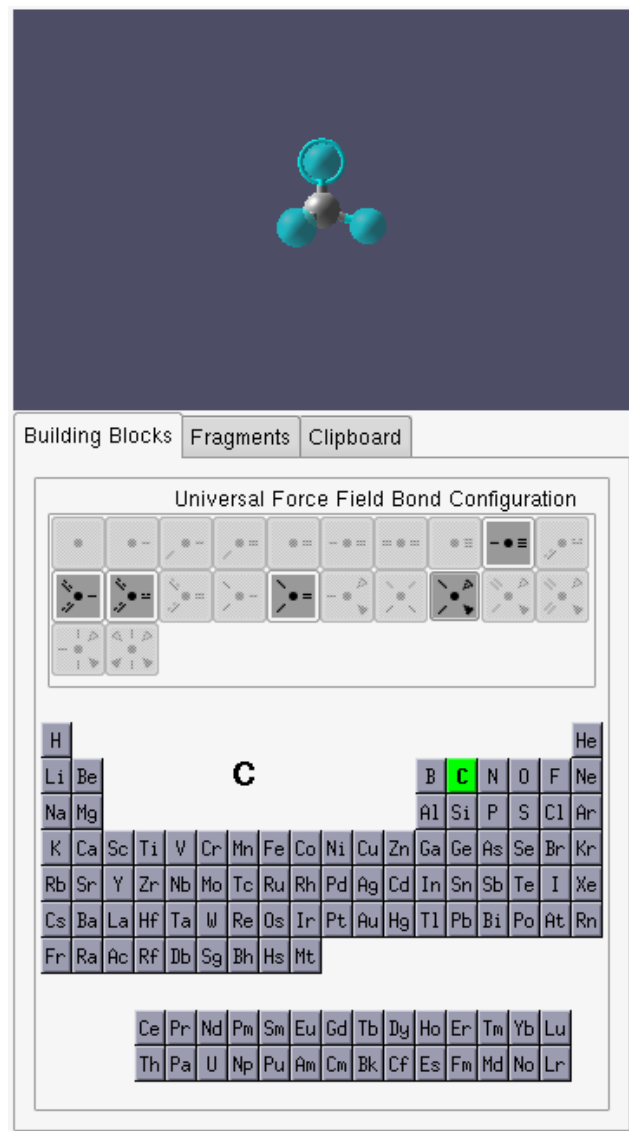 Building Blocks Fragments Clipboard
Universal Force Field Bond Configuration
H He
Li Be C B C N O F Ne
Na Mg Al Si P S Cl Ar
K Ca Sc Ti V Cr Mn Fe Co Ni Cu Zn Ga Ge As Se Br Kr
Rb Sr Y Zr Nb Mo Tc Ru Rh Pd Ag Cd In Sn Sb Te I Xe
Cs Ba La Hf Ta W Re Os Ir Pt Au Hg Tl Pb Bi Po At Rn
Fr Ra Ac Rf Db Sg Bh Hs Mt
Ce Pr Nd Pm Sm Eu Gd Tb Dy Ho Er Tm Yb Lu
Th Pa U Np Pu Am Cm Bk Cf Es Fm Md No Lr